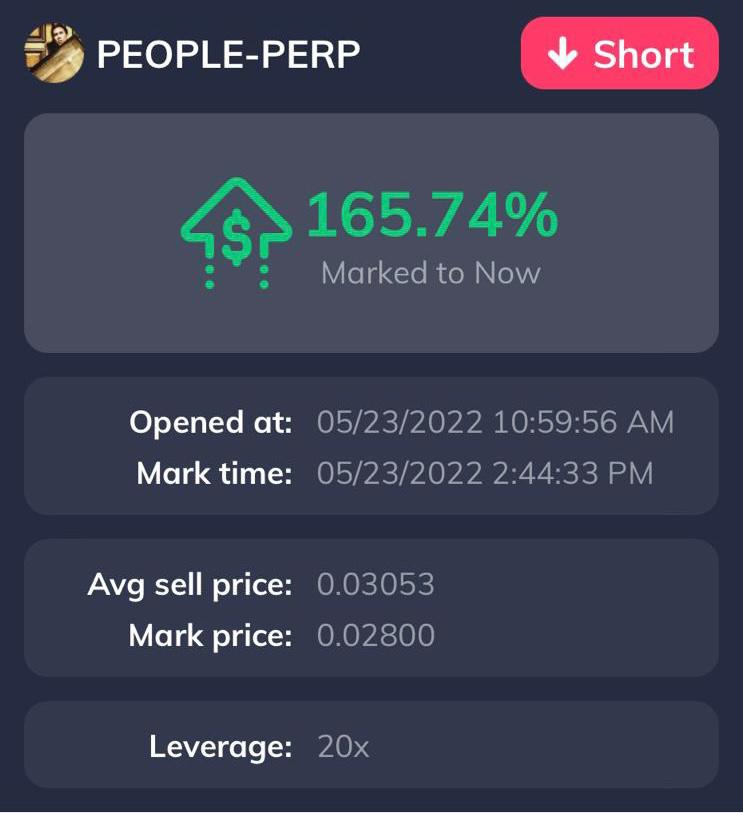 PEOPLE-PERP
Short
165.74%
Marked to Now
Opened at: 05/23/2022 10:59:56 AM
Mark time: 05/23/2022 2:44:33 PM
Avg sell price: 0.03053
Mark price: 0.02800
Leverage: 20x